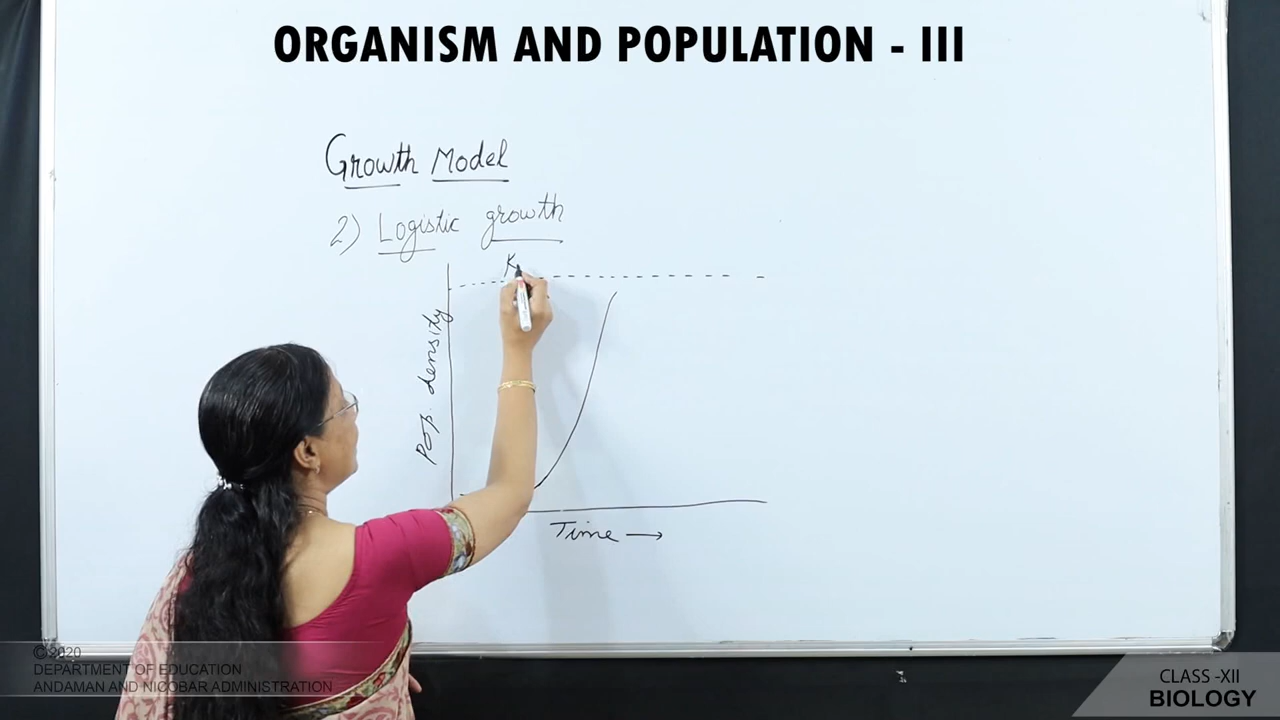 ORGANISM AND POPULATION - III
Growth Model
2) Logistic growth
K
Pop. density
Time →
©2020
DEPARTMENT OF EDUCATION
ANDAMAN AND NICOBAR ADMINISTRATION
CLASS -XII
BIOLOGY